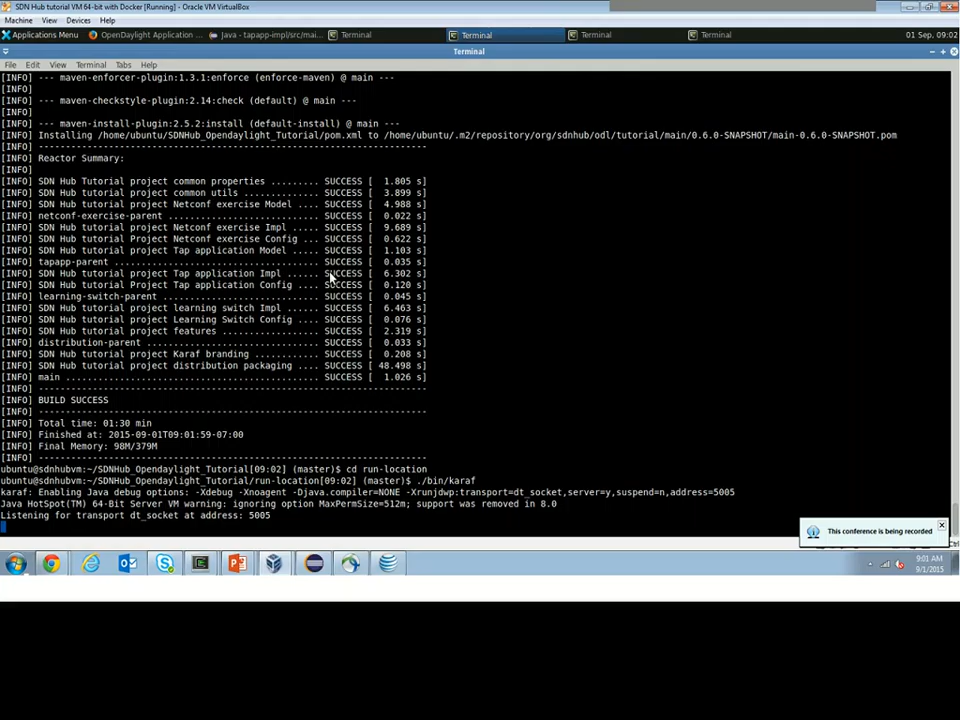 SDN Hub tutorial VM 64-bit with Docker [Running] - Oracle VM VirtualBox
Machine View Devices Help
Applications Menu OpenDaylight Application ... Java - tapapp-impl/src/mai... Terminal Terminal Terminal Terminal 01 Sep, 09:02
Terminal
File Edit View Terminal Tabs Help
[INFO] --- maven-enforcer-plugin:1.3.1:enforce (enforce-maven) @ main ---
[INFO]
[INFO] --- maven-checkstyle-plugin:2.14:check (default) @ main ---
[INFO]
[INFO] --- maven-install-plugin:2.5.2:install (default-install) @ main ---
[INFO] Installing /home/ubuntu/SDNHub_Opendaylight_Tutorial/pom.xml to /home/ubuntu/.m2/repository/org/sdnhub/odl/tutorial/main/0.6.0-SNAPSHOT/main-0.6.0-SNAPSHOT.pom
[INFO] ------------------------------------------------------------------------
[INFO] Reactor Summary:
[INFO]
[INFO] SDN Hub Tutorial project common properties ......... SUCCESS [ 1.805 s]
[INFO] SDN Hub tutorial project common utils .............. SUCCESS [ 3.899 s]
[INFO] SDN Hub Tutorial project Netconf exercise Model .... SUCCESS [ 4.988 s]
[INFO] netconf-exercise-parent ............................ SUCCESS [ 0.022 s]
[INFO] SDN Hub tutorial project Netconf exercise Impl ..... SUCCESS [ 9.689 s]
[INFO] SDN Hub Tutorial Project Netconf exercise Config ... SUCCESS [ 0.622 s]
[INFO] SDN Hub Tutorial project Tap application Model ..... SUCCESS [ 1.103 s]
[INFO] tapapp-parent ...................................... SUCCESS [ 0.035 s]
[INFO] SDN Hub tutorial project Tap application Impl ...... SUCCESS [ 6.302 s]
[INFO] SDN Hub Tutorial Project Tap application Config .... SUCCESS [ 0.120 s]
[INFO] learning-switch-parent ............................. SUCCESS [ 0.045 s]
[INFO] SDN Hub tutorial project learning switch Impl ...... SUCCESS [ 6.463 s]
[INFO] SDN Hub Tutorial Project Learning Switch Config .... SUCCESS [ 0.076 s]
[INFO] SDN Hub tutorial project features .................. SUCCESS [ 2.319 s]
[INFO] distribution-parent ................................ SUCCESS [ 0.033 s]
[INFO] SDN Hub tutorial project Karaf branding ............ SUCCESS [ 0.208 s]
[INFO] SDN Hub tutorial project distribution packaging .... SUCCESS [ 48.498 s]
[INFO] main ............................................... SUCCESS [ 1.026 s]
[INFO] ------------------------------------------------------------------------
[INFO] BUILD SUCCESS
[INFO] ------------------------------------------------------------------------
[INFO] Total time: 01:30 min
[INFO] Finished at: 2015-09-01T09:01:59-07:00
[INFO] Final Memory: 98M/379M
[INFO] ------------------------------------------------------------------------
ubuntu@sdnhubvm:~/SDNHub_Opendaylight_Tutorial[09:02] (master)$ cd run-location
ubuntu@sdnhubvm:~/SDNHub_Opendaylight_Tutorial/run-location[09:02] (master)$ ./bin/karaf
karaf: Enabling Java debug options: -Xdebug -Xnoagent -Djava.compiler=NONE -Xrunjdwp:transport=dt_socket,server=y,suspend=n,address=5005
Java HotSpot(TM) 64-Bit Server VM warning: ignoring option MaxPermSize=512m; support was removed in 8.0
Listening for transport dt_socket at address: 5005
This conference is being recorded
9:01 AM
9/1/2015